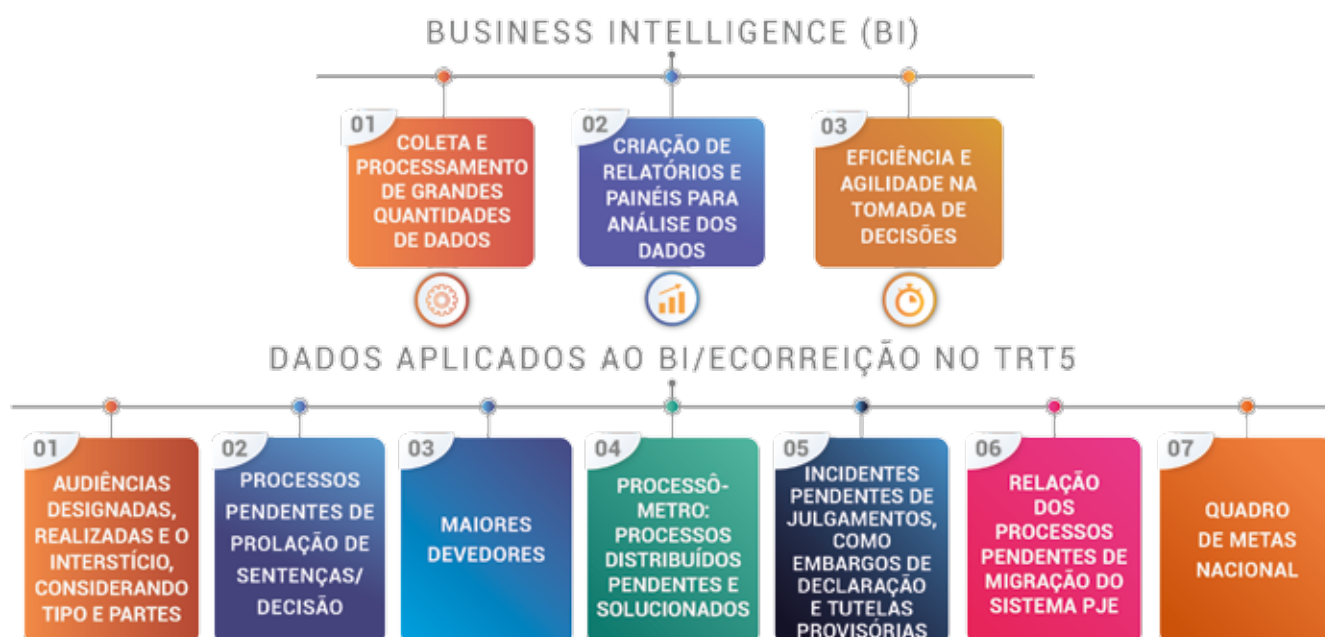 BUSINESS INTELLIGENCE (BI)
01
COLETA E
PROCESSAMENTO
DE GRANDES
QUANTIDADES
DE DADOS
02
CRIAÇÃO DE
RELATÓRIOS E
PAINÉIS PARA
ANÁLISE DOS
DADOS
03
EFICIÊNCIA E
AGILIDADE NA
TOMADA DE
DECISÕES
DADOS APLICADOS AO BI/ECORREIÇÃO NO TRT5
01
AUDIÊNCIAS
DESIGNADAS,
REALIZADAS E O
INTERSTÍCIO,
CONSIDERANDO
TIPO E PARTES
02
PROCESSOS
PENDENTES DE
PROLAÇÃO DE
SENTENÇAS/
DECISÃO
03
MAIORES
DEVEDORES
04
PROCESSÔ-
METRO:
PROCESSOS
DISTRIBUÍDOS
PENDENTES E
SOLUCIONADOS
05
INCIDENTES
PENDENTES DE
JULGAMENTOS,
COMO
EMBARGOS DE
DECLARAÇÃO
E TUTELAS
PROVISÓRIAS
06
RELAÇÃO
DOS
PROCESSOS
PENDENTES DE
MIGRAÇÃO DO
SISTEMA PJE
07
QUADRO
DE METAS
NACIONAL